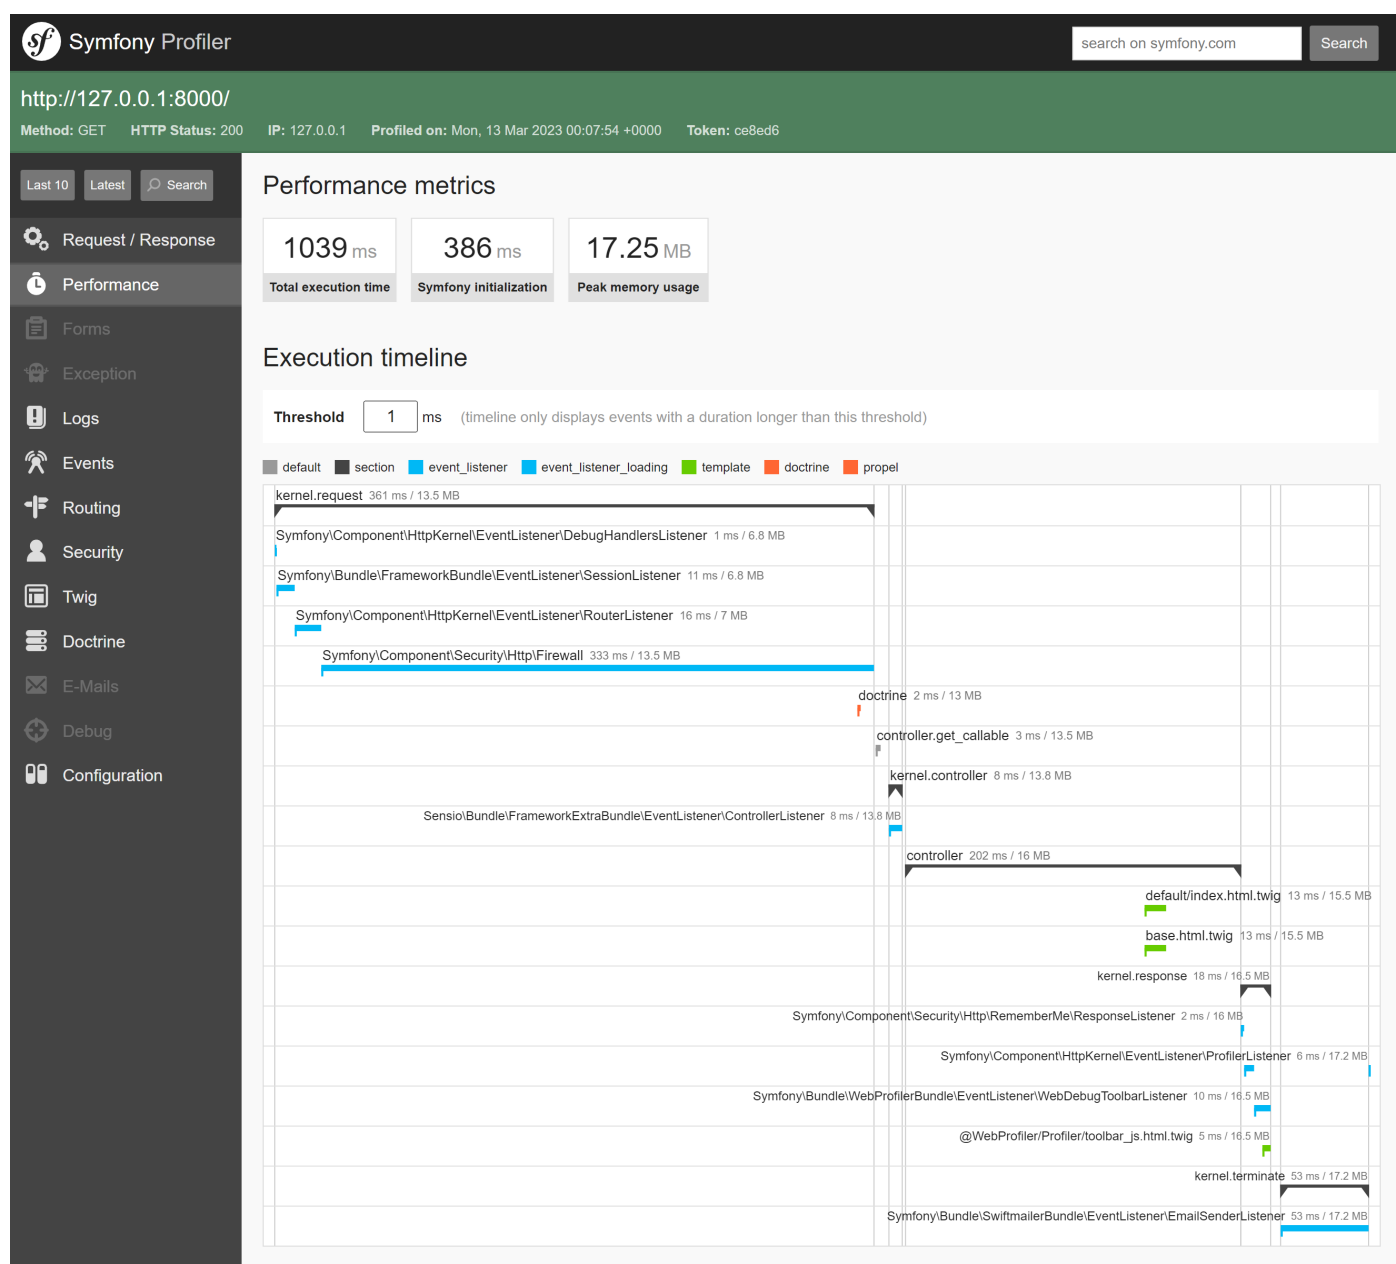 sf Symfony Profiler
search on symfony.com Search
http://127.0.0.1:8000/
Method: GET HTTP Status: 200 IP: 127.0.0.1 Profiled on: Mon, 13 Mar 2023 00:07:54 +0000 Token: ce8ed6
Last 10 Latest Search
Request / Response
Performance
Forms
Exception
Logs
Events
Routing
Security
Twig
Doctrine
E-Mails
Debug
Configuration
Performance metrics
1039 ms 386 ms 17.25 MB
Total execution time Symfony initialization Peak memory usage
Execution timeline
Threshold 1 ms (timeline only displays events with a duration longer than this threshold)
default section event_listener event_listener_loading template doctrine propel
kernel.request 361 ms / 13.5 MB
Symfony\Component\HttpKernel\EventListener\DebugHandlersListener 1 ms / 6.8 MB
Symfony\Bundle\FrameworkBundle\EventListener\SessionListener 11 ms / 6.8 MB
Symfony\Component\HttpKernel\EventListener\RouterListener 16 ms / 7 MB
Symfony\Component\Security\Http\Firewall 333 ms / 13.5 MB
doctrine 2 ms / 13 MB
controller.get_callable 3 ms / 13.5 MB
kernel.controller 8 ms / 13.8 MB
Sensio\Bundle\FrameworkExtraBundle\EventListener\ControllerListener 8 ms / 13.8 MB
controller 202 ms / 16 MB
default/index.html.twig 13 ms / 15.5 MB
base.html.twig 13 ms / 15.5 MB
kernel.response 18 ms / 16.5 MB
Symfony\Component\Security\Http\RememberMe\ResponseListener 2 ms / 16 MB
Symfony\Component\HttpKernel\EventListener\ProfilerListener 6 ms / 17.2 MB
Symfony\Bundle\WebProfilerBundle\EventListener\WebDebugToolbarListener 10 ms / 16.5 MB
@WebProfiler/Profiler/toolbar_js.html.twig 5 ms / 16.5 MB
kernel.terminate 53 ms / 17.2 MB
Symfony\Bundle\SwiftmailerBundle\EventListener\EmailSenderListener 53 ms / 17.2 MB